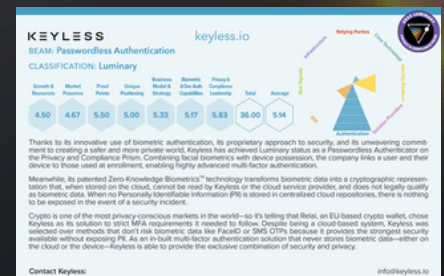 KEYLESS
keyless.io
BEAM: Passwordless Authentication
CLASSIFICATION: Luminary
Growth & Resources
Market Presence
Proof Points
Unique Positioning
Business Model & Strategy
Biometric & Doc Auth Capabilities
Privacy & Compliance Leadership
Total
Average
4.50 4.67 5.50 5.00 5.33 5.17 5.83 36.00 5.14
Relying Parties
Core Technology
Infrastructure
Risk Signals
Solution Providers
Authentication
Thanks to its innovative use of biometric authentication, its proprietary approach to security, and its unwavering commit-
ment to creating a safer and more private world, Keyless has achieved Luminary status as a Passwordless Authenticator on
the Privacy and Compliance Prism. Combining facial biometrics with device possession, the company links a user and their
device to those used at enrollment, enabling highly advanced multi-factor authentication.
Meanwhile, its patented Zero-Knowledge Biometrics™ technology transforms biometric data into a cryptographic represen-
tation that, when stored on the cloud, cannot be read by Keyless or the cloud service provider, and does not legally qualify
as biometric data. When no Personally Identifiable Information (PII) is stored in centralized cloud repositories, there is nothing
to be exposed in the event of a security incident.
Crypto is one of the most privacy-conscious markets in the world—so it's telling that Relai, an EU-based crypto wallet, chose
Keyless as its solution to strict MFA requirements it needed to follow. Despite being a cloud-based system, Keyless was
selected over methods that don't risk biometric data like FaceID or SMS OTPs because it provides the strongest security
available without exposing PII. As an in-built multi-factor authentication solution that never stores biometric data—either on
the cloud or the device—Keyless is able to provide the exclusive combination of security and privacy.
Contact Keyless:
info@keyless.io